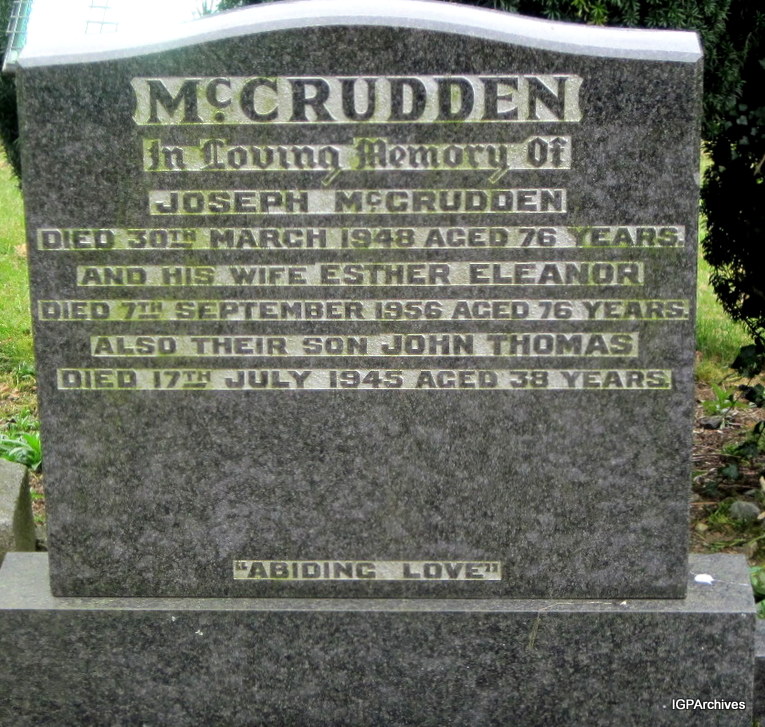 McCRUDDEN
In Loving Memory Of
JOSEPH McCRUDDEN
DIED 30TH MARCH 1948 AGED 76 YEARS.
AND HIS WIFE ESTHER ELEANOR
DIED 7TH SEPTEMBER 1956 AGED 76 YEARS.
ALSO THEIR SON JOHN THOMAS
DIED 17TH JULY 1945 AGED 38 YEARS.
"ABIDING LOVE"
IGPArchives